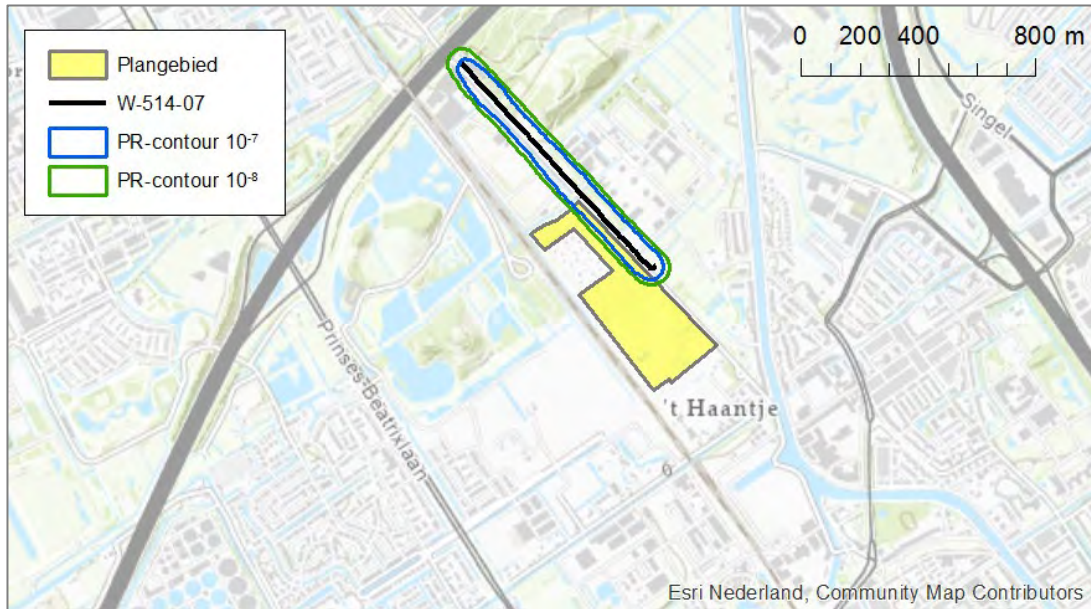 Plangebied
W-514-07
PR-contour 10⁻⁷
PR-contour 10⁻⁸
0 200 400 800 m
Singel
Prinses-Beatrixlaan
't Haantje
Esri Nederland, Community Map Contributors